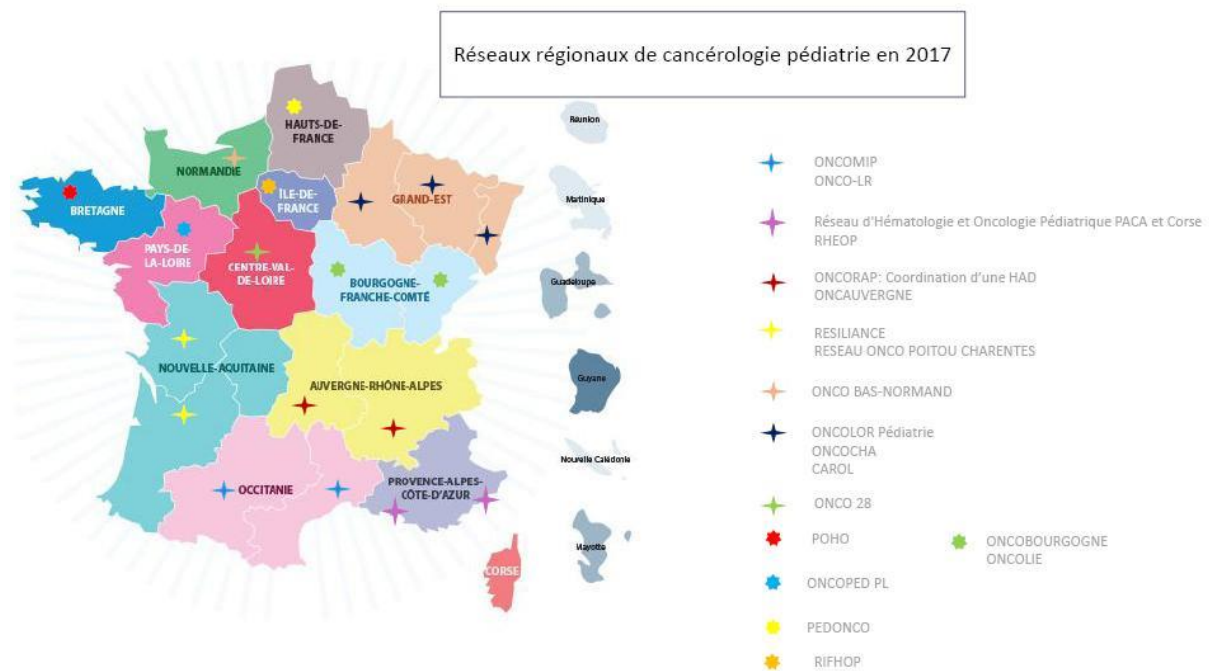 Réseaux régionaux de cancérologie pédiatrie en 2017
HAUTS-DE-
FRANCE
NORMANDIE
ÎLE-DE-
FRANCE
GRAND-EST
BRETAGNE
PAYS-DE-
LA-LOIRE
CENTRE-VAL-
DE-LOIRE
BOURGOGNE-
FRANCHE-COMTÉ
NOUVELLE-AQUITAINE
AUVERGNE-RHÔNE-ALPES
OCCITANIE
PROVENCE-ALPES-
CÔTE-D'AZUR
CORSE
Réunion
Martinique
Guadeloupe
Guyane
Nouvelle Calédonie
Mayotte
ONCOMIP
ONCO-LR
Réseau d'Hématologie et Oncologie Pédiatrique PACA et Corse
RHEOP
ONCORAP: Coordination d'une HAD
ONCAUVERGNE
RESILIANCE
RESEAU ONCO POITOU CHARENTES
ONCO BAS-NORMAND
ONCOLOR Pédiatrie
ONCOCHA
CAROL
ONCO 28
POHO
ONCOBOURGOGNE
ONCOLIE
ONCOPED PL
PEDONCO
RIFHOP